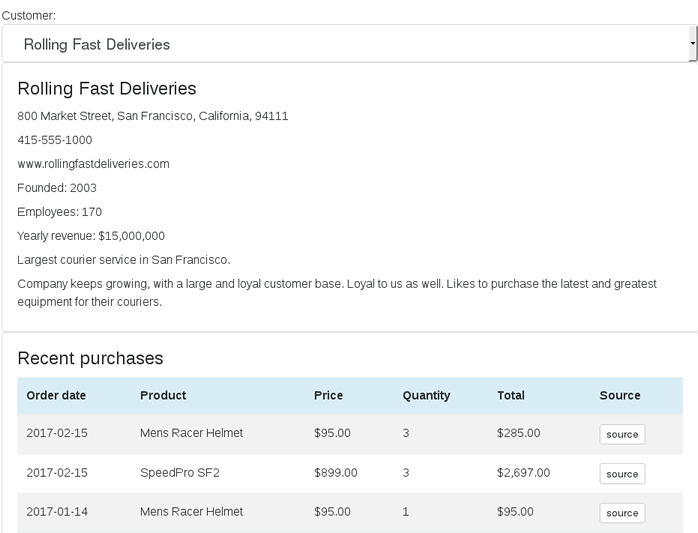 Customer:
Rolling Fast Deliveries
Rolling Fast Deliveries
800 Market Street, San Francisco, California, 94111
415-555-1000
www.rollingfastdeliveries.com
Founded: 2003
Employees: 170
Yearly revenue: $15,000,000
Largest courier service in San Francisco.
Company keeps growing, with a large and loyal customer base. Loyal to us as well. Likes to purchase the latest and greatest
equipment for their couriers.
Recent purchases
Order date Product Price Quantity Total Source
2017-02-15 Mens Racer Helmet $95.00 3 $285.00 source
2017-02-15 SpeedPro SF2 $899.00 3 $2,697.00 source
2017-01-14 Mens Racer Helmet $95.00 1 $95.00 source